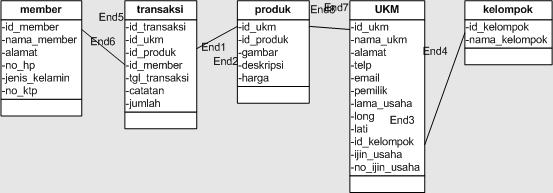 member
-id_member
-nama_member
-alamat
-no_hp
-jenis_kelamin
-no_ktp
End5
End6
transaksi
-id_transaksi
-id_ukm
-id_produk
-id_member
-tgl_transaksi
-catatan
-jumlah
End1
End2
produk
-id_ukm
-id_produk
-gambar
-deskripsi
-harga
End8
End7
UKM
-id_ukm
-nama_ukm
-alamat
-telp
-email
-pemilik
-lama_usaha
-long
-lati
-id_kelompok
-ijin_usaha
-no_ijin_usaha
End3
End4
kelompok
-id_kelompok
-nama_kelompok